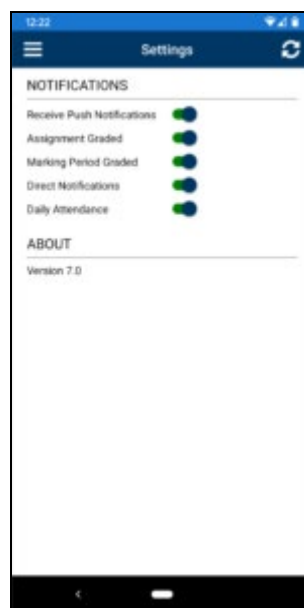 12:22
Settings
NOTIFICATIONS
Receive Push Notifications
Assignment Graded
Marking Period Graded
Direct Notifications
Daily Attendance
ABOUT
Version 7.0